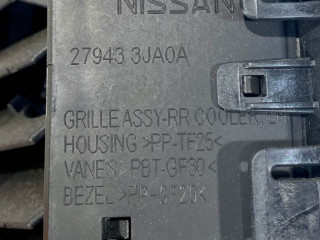 NISSAN
27943 3JA0A
GRILLE ASSY-RR COOLER,
HOUSING >PP-TF25<
VANES >PBT-GF30<
BEZEL >PP-GF20<